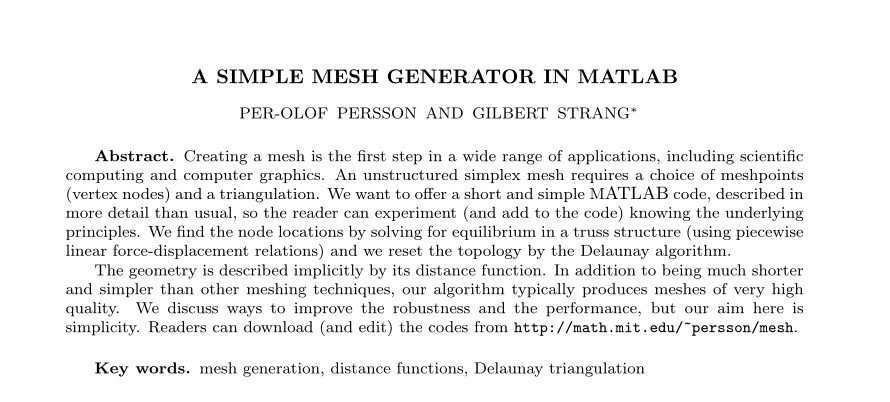 A SIMPLE MESH GENERATOR IN MATLAB
PER-OLOF PERSSON AND GILBERT STRANG*
Abstract. Creating a mesh is the first step in a wide range of applications, including scientific
computing and computer graphics. An unstructured simplex mesh requires a choice of meshpoints
(vertex nodes) and a triangulation. We want to offer a short and simple MATLAB code, described in
more detail than usual, so the reader can experiment (and add to the code) knowing the underlying
principles. We find the node locations by solving for equilibrium in a truss structure (using piecewise
linear force-displacement relations) and we reset the topology by the Delaunay algorithm.
The geometry is described implicitly by its distance function. In addition to being much shorter
and simpler than other meshing techniques, our algorithm typically produces meshes of very high
quality. We discuss ways to improve the robustness and the performance, but our aim here is
simplicity. Readers can download (and edit) the codes from http://math.mit.edu/~persson/mesh.
Key words. mesh generation, distance functions, Delaunay triangulation